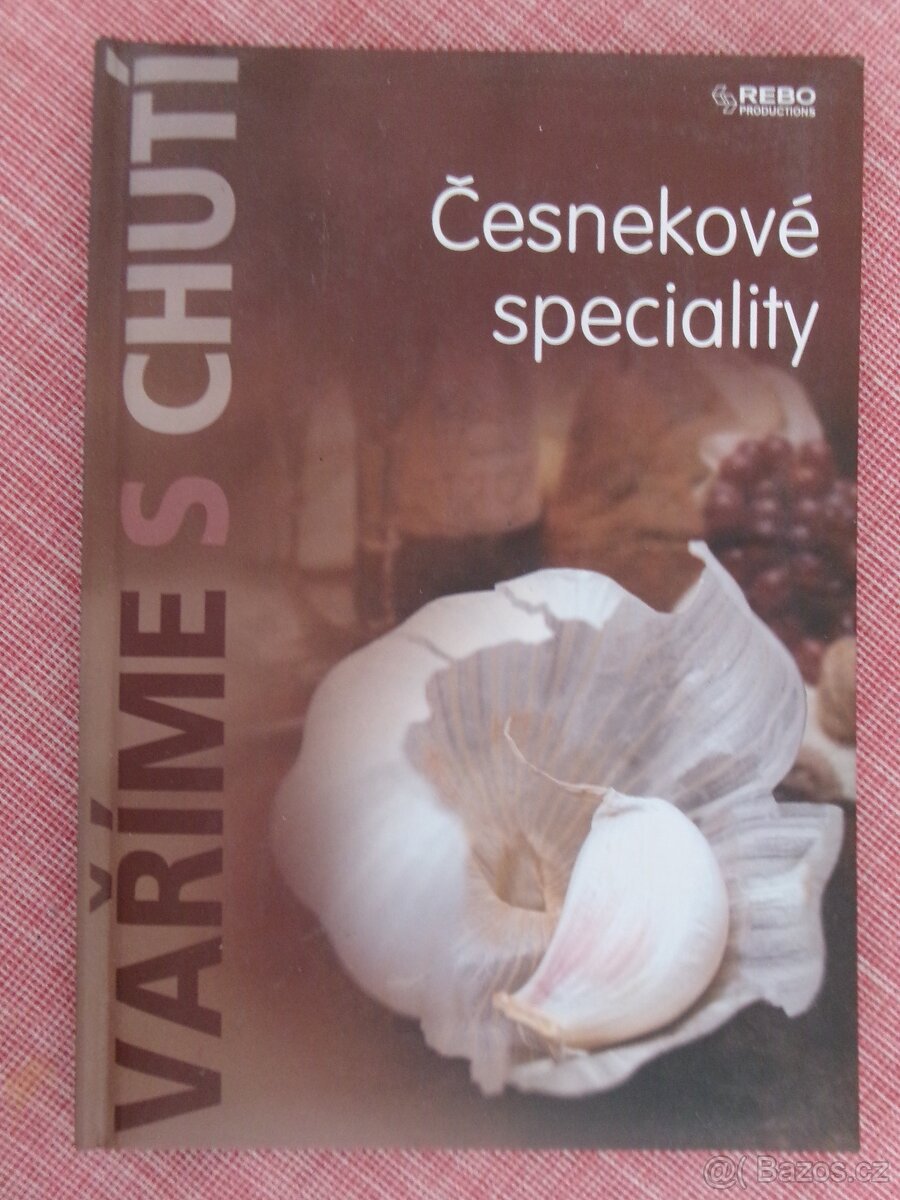 REBO
PRODUCTIONS
Česnekové
speciality
VAŘÍME S CHUTÍ
@( Bazos.cz